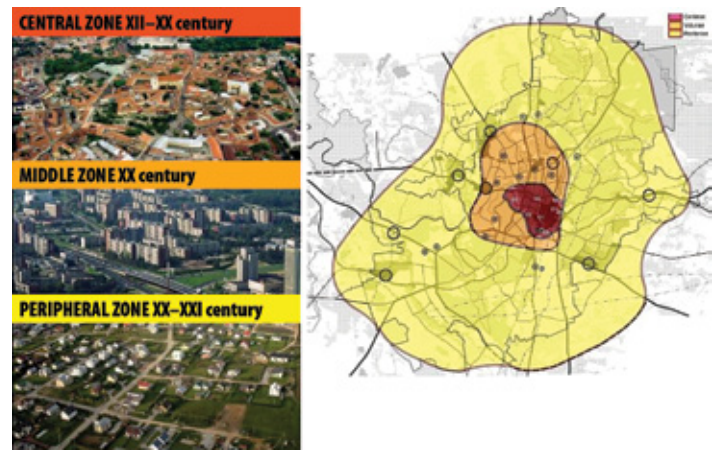 CENTRAL ZONE XII–XX century
MIDDLE ZONE XX century
PERIPHERAL ZONE XX–XXI century